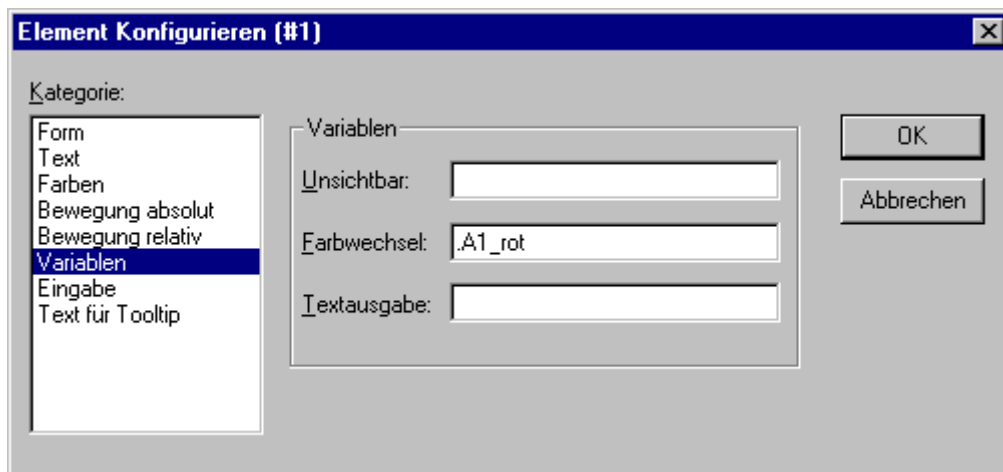 Element Konfigurieren (#1)
Kategorie:
Form
Text
Farben
Bewegung absolut
Bewegung relativ
Variablen
Eingabe
Text für Tooltip
Variablen
Unsichtbar:
Farbwechsel: .A1_rot
Textausgabe:
OK
Abbrechen